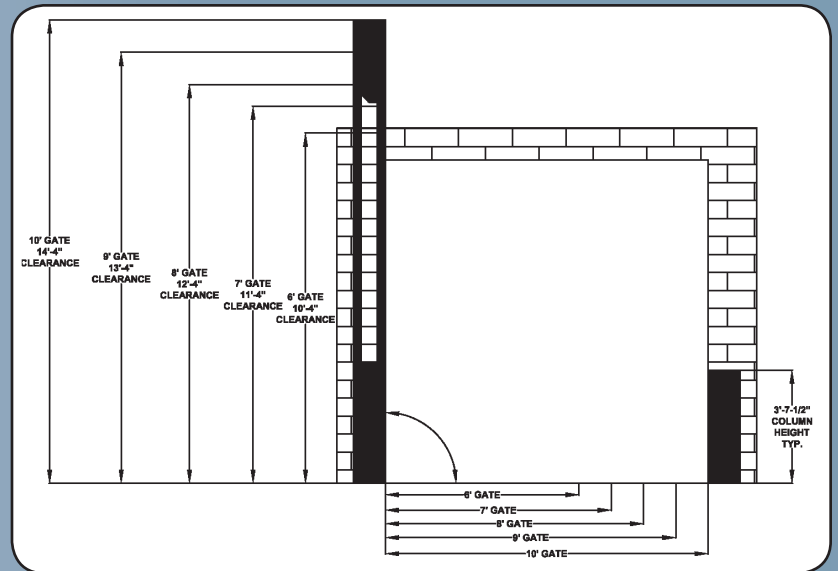 10' GATE
14'-4"
CLEARANCE
9' GATE
13'-4"
CLEARANCE
8' GATE
12'-4"
CLEARANCE
7' GATE
11'-4"
CLEARANCE
6' GATE
10'-4"
CLEARANCE
3'-7-1/2"
COLUMN
HEIGHT
TYP.
6' GATE
7' GATE
8' GATE
9' GATE
10' GATE